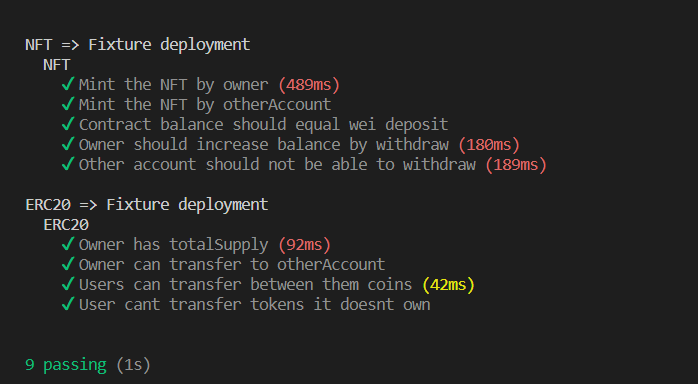 NFT => Fixture deployment
NFT
✓ Mint the NFT by owner (489ms)
✓ Mint the NFT by otherAccount
✓ Contract balance should equal wei deposit
✓ Owner should increase balance by withdraw (180ms)
✓ Other account should not be able to withdraw (189ms)
ERC20 => Fixture deployment
ERC20
✓ Owner has totalSupply (92ms)
✓ Owner can transfer to otherAccount
✓ Users can transfer between them coins (42ms)
✓ User cant transfer tokens it doesnt own
9 passing (1s)